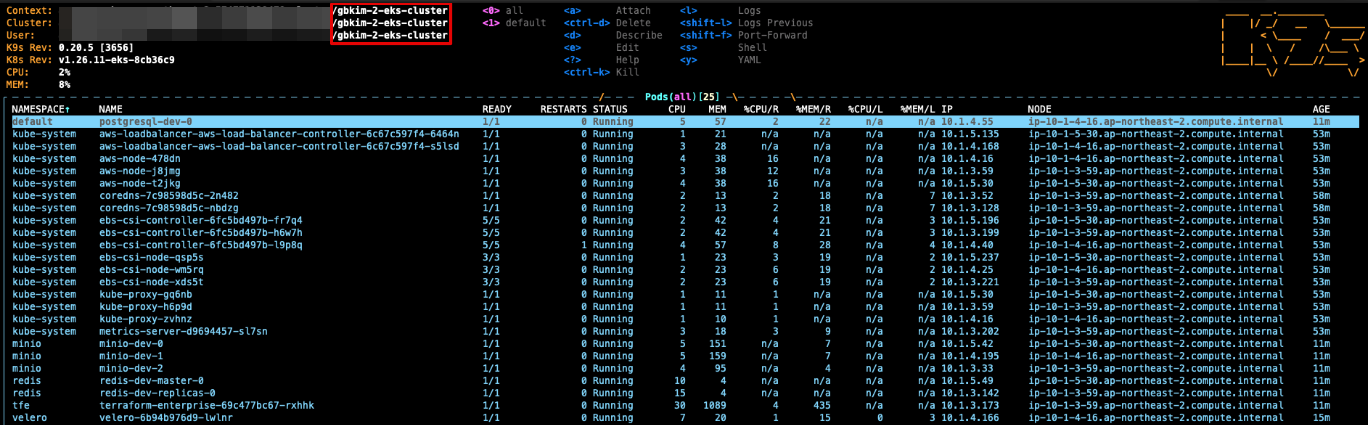 Context: /gbkim-2-eks-cluster <0> all <a> Attach <l> Logs
Cluster: /gbkim-2-eks-cluster <1> default <ctrl-d> Delete <shift-l> Logs Previous
User: /gbkim-2-eks-cluster <d> Describe <shift-f> Port-Forward
K9s Rev: 0.20.5 [3656] <e> Edit <s> Shell
K8s Rev: v1.26.11-eks-8cb36c9 <?> Help <y> YAML
CPU: 2% <ctrl-k> Kill
MEM: 8%
Pods(all)[25]
NAMESPACE↑ NAME READY RESTARTS STATUS CPU MEM %CPU/R %MEM/R %CPU/L %MEM/L IP NODE AGE
default postgresql-dev-0 1/1 0 Running 5 57 2 22 n/a n/a 10.1.4.55 ip-10-1-4-16.ap-northeast-2.compute.internal 11m
kube-system aws-loadbalancer-aws-load-balancer-controller-6c67c597f4-6464n 1/1 0 Running 1 21 n/a n/a n/a n/a 10.1.5.135 ip-10-1-5-30.ap-northeast-2.compute.internal 53m
kube-system aws-loadbalancer-aws-load-balancer-controller-6c67c597f4-s5lsd 1/1 0 Running 3 28 n/a n/a n/a n/a 10.1.4.168 ip-10-1-4-16.ap-northeast-2.compute.internal 53m
kube-system aws-node-478dn 1/1 0 Running 4 38 16 n/a n/a n/a 10.1.4.16 ip-10-1-4-16.ap-northeast-2.compute.internal 53m
kube-system aws-node-j8jmg 1/1 0 Running 3 38 12 n/a n/a n/a 10.1.3.59 ip-10-1-3-59.ap-northeast-2.compute.internal 53m
kube-system aws-node-t2jkg 1/1 0 Running 4 38 16 n/a n/a n/a 10.1.5.30 ip-10-1-5-30.ap-northeast-2.compute.internal 53m
kube-system coredns-7c98598d5c-2n482 1/1 0 Running 2 13 2 18 n/a 7 10.1.3.52 ip-10-1-3-59.ap-northeast-2.compute.internal 58m
kube-system coredns-7c98598d5c-nbdzg 1/1 0 Running 2 13 2 18 n/a 7 10.1.3.128 ip-10-1-3-59.ap-northeast-2.compute.internal 58m
kube-system ebs-csi-controller-6fc5bd497b-fr7q4 5/5 0 Running 2 42 4 21 n/a 3 10.1.5.196 ip-10-1-5-30.ap-northeast-2.compute.internal 53m
kube-system ebs-csi-controller-6fc5bd497b-h6w7h 5/5 0 Running 2 42 4 21 n/a 3 10.1.3.199 ip-10-1-3-59.ap-northeast-2.compute.internal 53m
kube-system ebs-csi-controller-6fc5bd497b-l9p8q 5/5 1 Running 4 57 8 28 n/a 4 10.1.4.40 ip-10-1-4-16.ap-northeast-2.compute.internal 53m
kube-system ebs-csi-node-qsp5s 3/3 0 Running 1 23 3 19 n/a 2 10.1.5.237 ip-10-1-5-30.ap-northeast-2.compute.internal 53m
kube-system ebs-csi-node-wm5rq 3/3 0 Running 2 23 6 19 n/a 2 10.1.4.25 ip-10-1-4-16.ap-northeast-2.compute.internal 53m
kube-system ebs-csi-node-xds5t 3/3 0 Running 2 23 6 19 n/a 2 10.1.3.221 ip-10-1-3-59.ap-northeast-2.compute.internal 53m
kube-system kube-proxy-gq6nb 1/1 0 Running 1 11 1 n/a n/a n/a 10.1.5.30 ip-10-1-5-30.ap-northeast-2.compute.internal 53m
kube-system kube-proxy-h6p9d 1/1 0 Running 1 11 1 n/a n/a n/a 10.1.3.59 ip-10-1-3-59.ap-northeast-2.compute.internal 53m
kube-system kube-proxy-zvhnz 1/1 0 Running 1 10 1 n/a n/a n/a 10.1.4.16 ip-10-1-4-16.ap-northeast-2.compute.internal 53m
kube-system metrics-server-d9694457-sl7sn 1/1 0 Running 3 18 3 9 n/a n/a 10.1.3.202 ip-10-1-3-59.ap-northeast-2.compute.internal 53m
minio minio-dev-0 1/1 0 Running 5 151 n/a 7 n/a n/a 10.1.5.42 ip-10-1-5-30.ap-northeast-2.compute.internal 11m
minio minio-dev-1 1/1 0 Running 5 159 n/a 7 n/a n/a 10.1.4.195 ip-10-1-4-16.ap-northeast-2.compute.internal 11m
minio minio-dev-2 1/1 0 Running 4 95 n/a 4 n/a n/a 10.1.3.33 ip-10-1-3-59.ap-northeast-2.compute.internal 11m
redis redis-dev-master-0 1/1 0 Running 10 4 n/a n/a n/a n/a 10.1.5.49 ip-10-1-5-30.ap-northeast-2.compute.internal 11m
redis redis-dev-replicas-0 1/1 0 Running 15 4 n/a n/a n/a n/a 10.1.3.142 ip-10-1-3-59.ap-northeast-2.compute.internal 11m
tfe terraform-enterprise-69c477bc67-rxhhk 1/1 0 Running 30 1089 4 435 n/a n/a 10.1.3.173 ip-10-1-3-59.ap-northeast-2.compute.internal 11m
velero velero-6b94b976d9-lwlnr 1/1 0 Running 7 20 1 15 0 3 10.1.4.166 ip-10-1-4-16.ap-northeast-2.compute.internal 15m